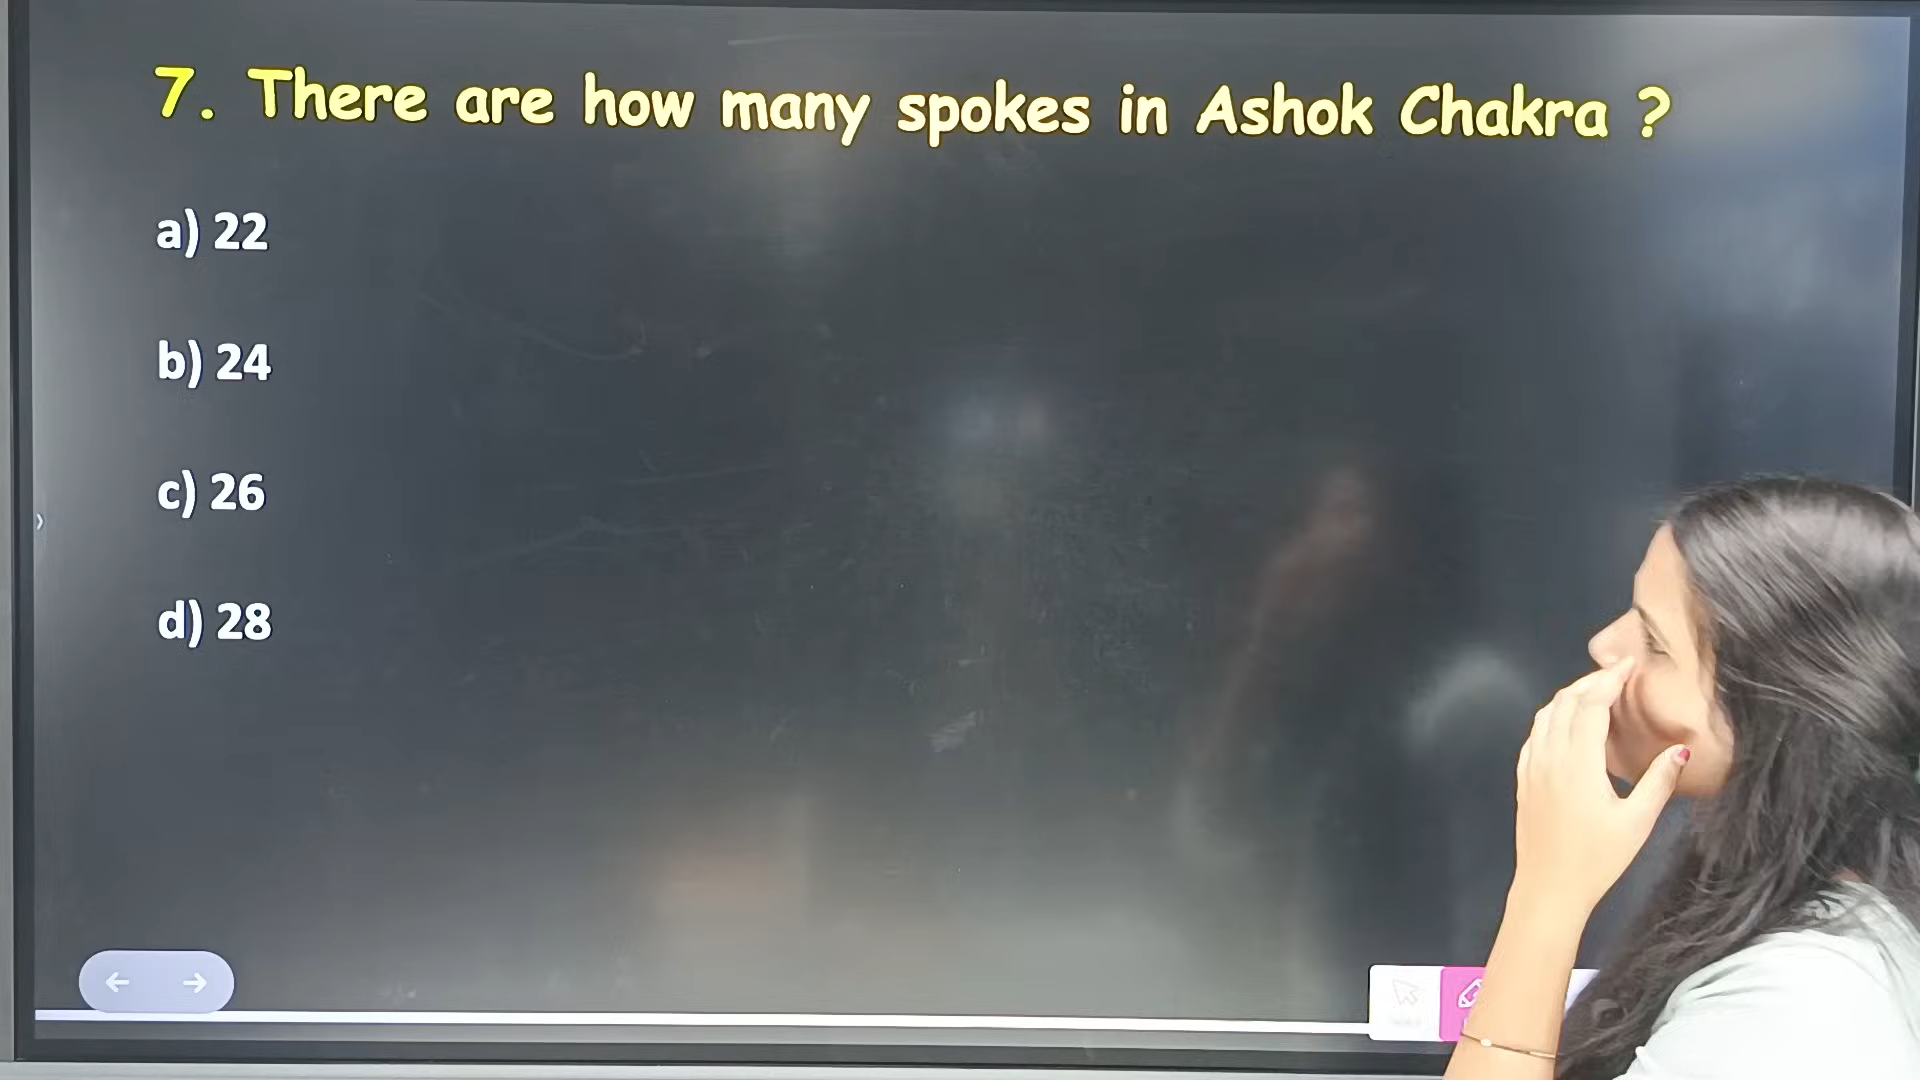 7. There are how many spokes in Ashok Chakra ?
a) 22
b) 24
c) 26
d) 28